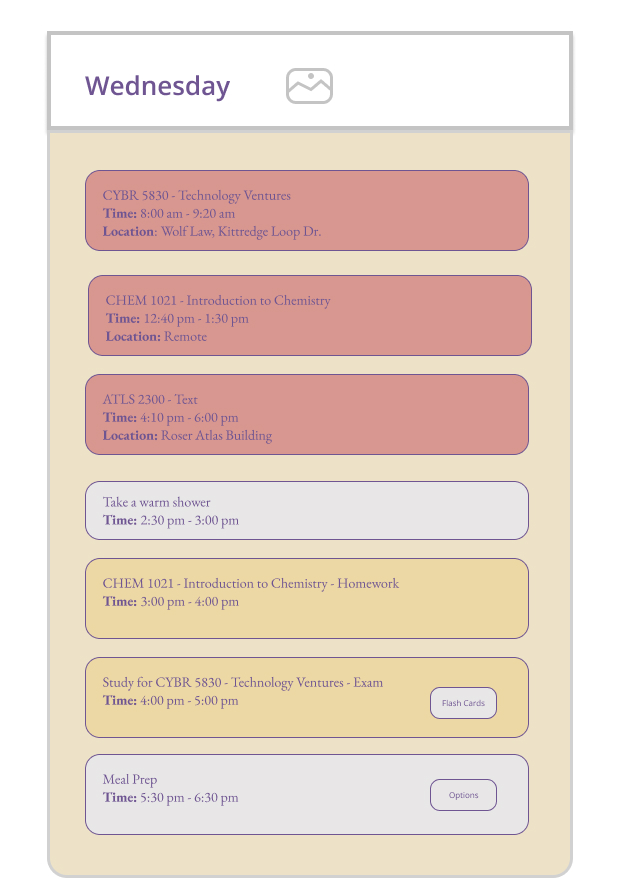 Wednesday
CYBR 5830 - Technology Ventures
Time: 8:00 am - 9:20 am
Location: Wolf Law, Kittredge Loop Dr.
CHEM 1021 - Introduction to Chemistry
Time: 12:40 pm - 1:30 pm
Location: Remote
ATLS 2300 - Text
Time: 4:10 pm - 6:00 pm
Location: Roser Atlas Building
Take a warm shower
Time: 2:30 pm - 3:00 pm
CHEM 1021 - Introduction to Chemistry - Homework
Time: 3:00 pm - 4:00 pm
Study for CYBR 5830 - Technology Ventures - Exam
Time: 4:00 pm - 5:00 pm
Flash Cards
Meal Prep
Time: 5:30 pm - 6:30 pm
Options